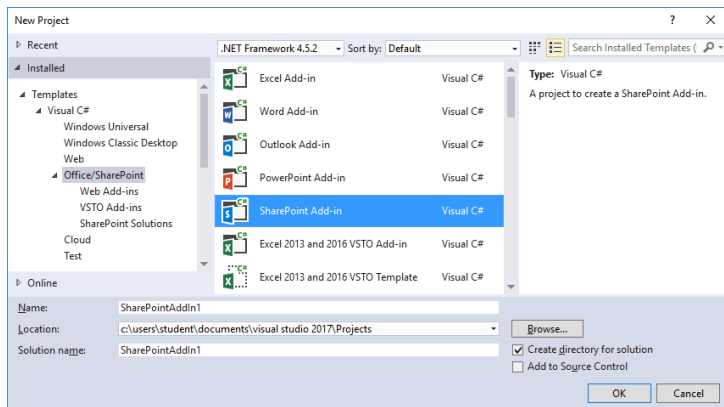 New Project
Recent
.NET Framework 4.5.2 Sort by: Default
Search Installed Templates (
Installed
Templates
Visual C#
Windows Universal
Windows Classic Desktop
Web
Office/SharePoint
Web Add-ins
VSTO Add-ins
SharePoint Solutions
Cloud
Test
Online
Excel Add-in Visual C#
Word Add-in Visual C#
Outlook Add-in Visual C#
PowerPoint Add-in Visual C#
SharePoint Add-in Visual C#
Excel 2013 and 2016 VSTO Add-in Visual C#
Excel 2013 and 2016 VSTO Template Visual C#
Type: Visual C#
A project to create a SharePoint Add-in.
Name: SharePointAddIn1
Location: c:\users\student\documents\visual studio 2017\Projects
Browse...
Solution name: SharePointAddIn1
Create directory for solution
Add to Source Control
OK Cancel